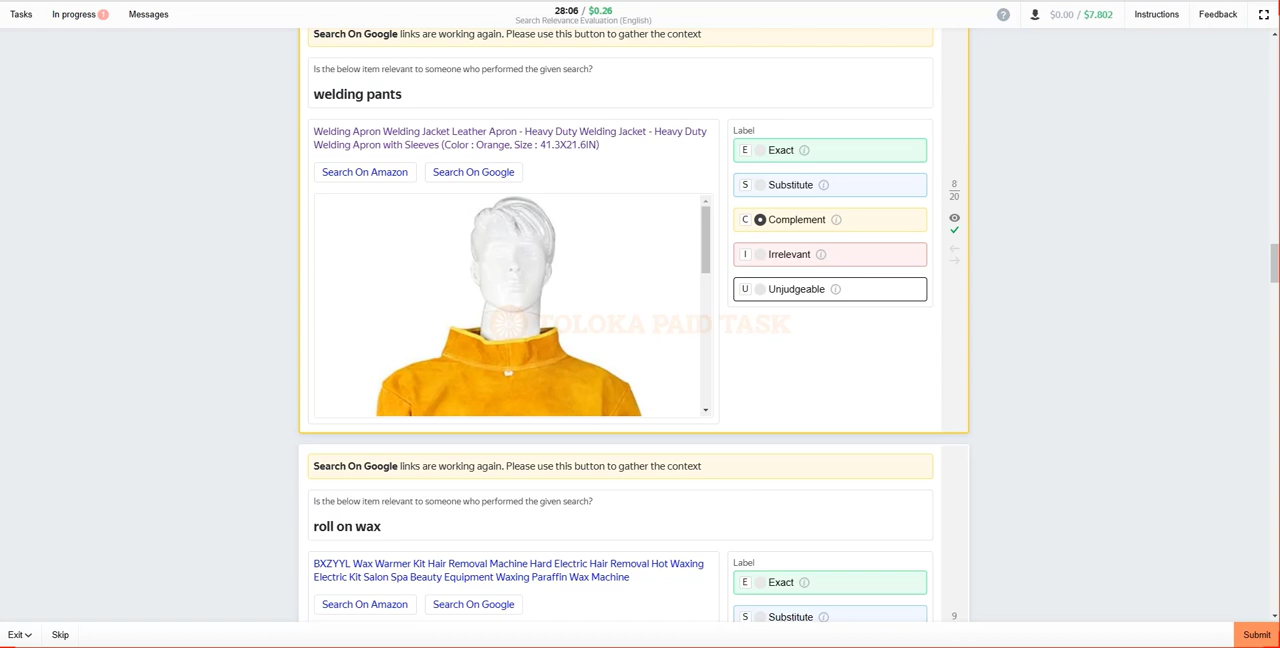 Tasks
In progress 1
Messages
28:06 / $0.26
Search Relevance Evaluation (English)
?
$0.00 / $7.802
Instructions
Feedback
Search On Google links are working again. Please use this button to gather the context
Is the below item relevant to someone who performed the given search?
welding pants
Welding Apron Welding Jacket Leather Apron - Heavy Duty Welding Jacket - Heavy Duty
Welding Apron with Sleeves (Color : Orange, Size : 41.3X21.6IN)
Search On Amazon
Search On Google
Label
E Exact
S Substitute
C Complement
I Irrelevant
U Unjudgeable
8
20
TOLOKA PAID TASK
Search On Google links are working again. Please use this button to gather the context
Is the below item relevant to someone who performed the given search?
roll on wax
BXZYYL Wax Warmer Kit Hair Removal Machine Hard Electric Hair Removal Hot Waxing
Electric Kit Salon Spa Beauty Equipment Waxing Paraffin Wax Machine
Search On Amazon
Search On Google
Label
E Exact
S Substitute
9
Exit
Skip
Submit